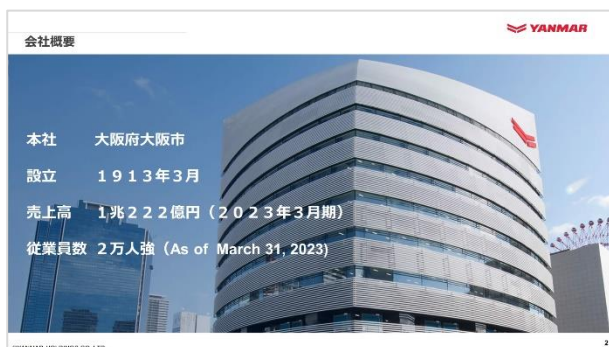 会社概要
YANMAR
本社 大阪府大阪市
設立 1913年3月
売上高 1兆222億円（2023年3月期）
従業員数 2万人強（As of March 31, 2023)
2